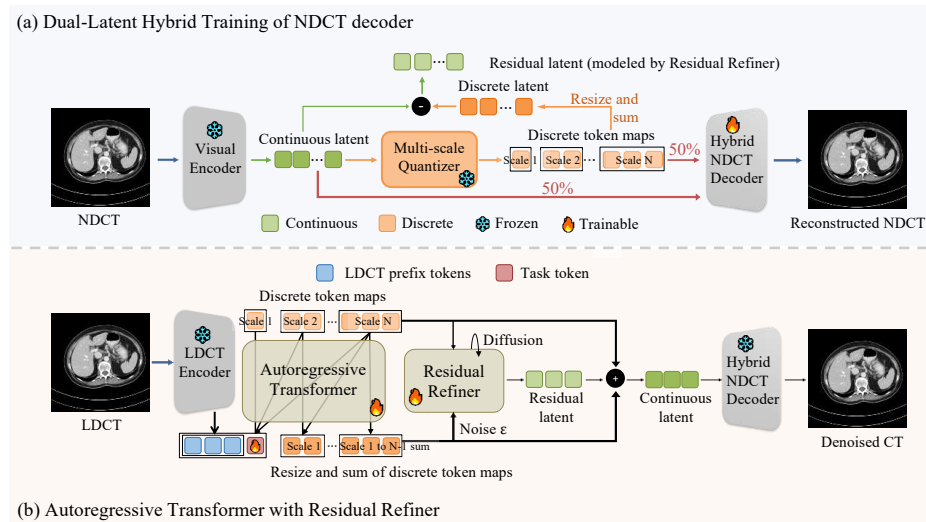 (a) Dual-Latent Hybrid Training of NDCT decoder
Residual latent (modeled by Residual Refiner)
Discrete latent
Resize and
sum
Visual
Encoder
Continuous latent
Multi-scale
Quantizer
Discrete token maps
Scale 1
Scale 2
...
Scale N
50%
50%
Hybrid
NDCT
Decoder
NDCT
Reconstructed NDCT
Continuous
Discrete
Frozen
Trainable
LDCT prefix tokens
Task token
Discrete token maps
Scale 1
Scale 2
...
Scale N
LDCT
Encoder
Autoregressive
Transformer
Diffusion
Residual
Refiner
Residual
latent
Continuous
latent
Hybrid
NDCT
Decoder
Noise ε
LDCT
Denoised CT
Scale 1
...
Scale 1 to N-1 sum
Resize and sum of discrete token maps
(b) Autoregressive Transformer with Residual Refiner